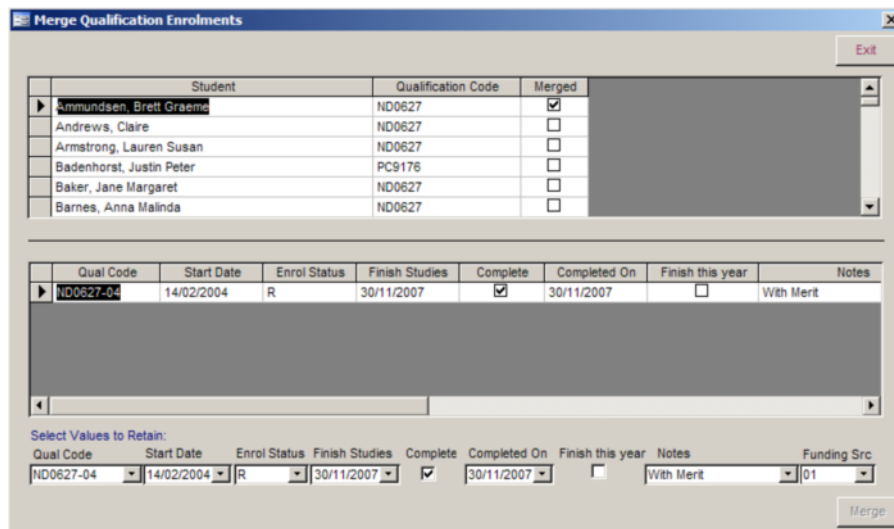 Merge Qualification Enrolments
Exit
Student Qualification Code Merged
Ammundsen, Brett Graeme ND0627
Andrews, Claire ND0627
Armstrong, Lauren Susan ND0627
Badenhorst, Justin Peter PC9176
Baker, Jane Margaret ND0627
Barnes, Anna Malinda ND0627
Qual Code Start Date Enrol Status Finish Studies Complete Completed On Finish this year Notes
ND0627-04 14/02/2004 R 30/11/2007 30/11/2007 With Merit
Select Values to Retain:
Qual Code Start Date Enrol Status Finish Studies Complete Completed On Finish this year Notes Funding Src
ND0627-04 14/02/2004 R 30/11/2007 30/11/2007 With Merit 01
Merge